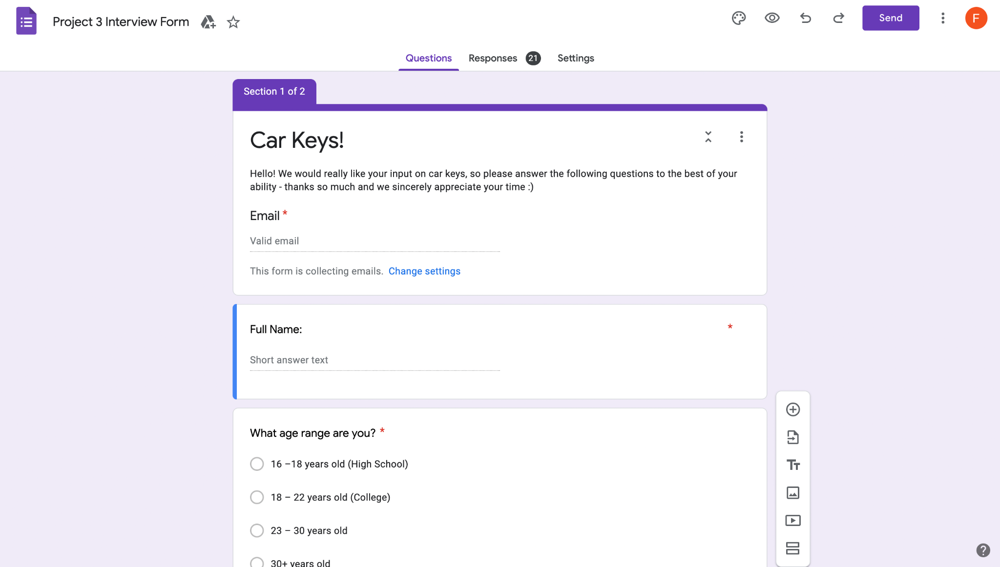 Project 3 Interview Form
Send
F
Questions
Responses 21
Settings
Section 1 of 2
Car Keys!
Hello! We would really like your input on car keys, so please answer the following questions to the best of your
ability - thanks so much and we sincerely appreciate your time :)
Email *
Valid email
This form is collecting emails. Change settings
Full Name: *
Short answer text
What age range are you? *
16 –18 years old (High School)
18 – 22 years old (College)
23 – 30 years old
30+ years old
Tт
?